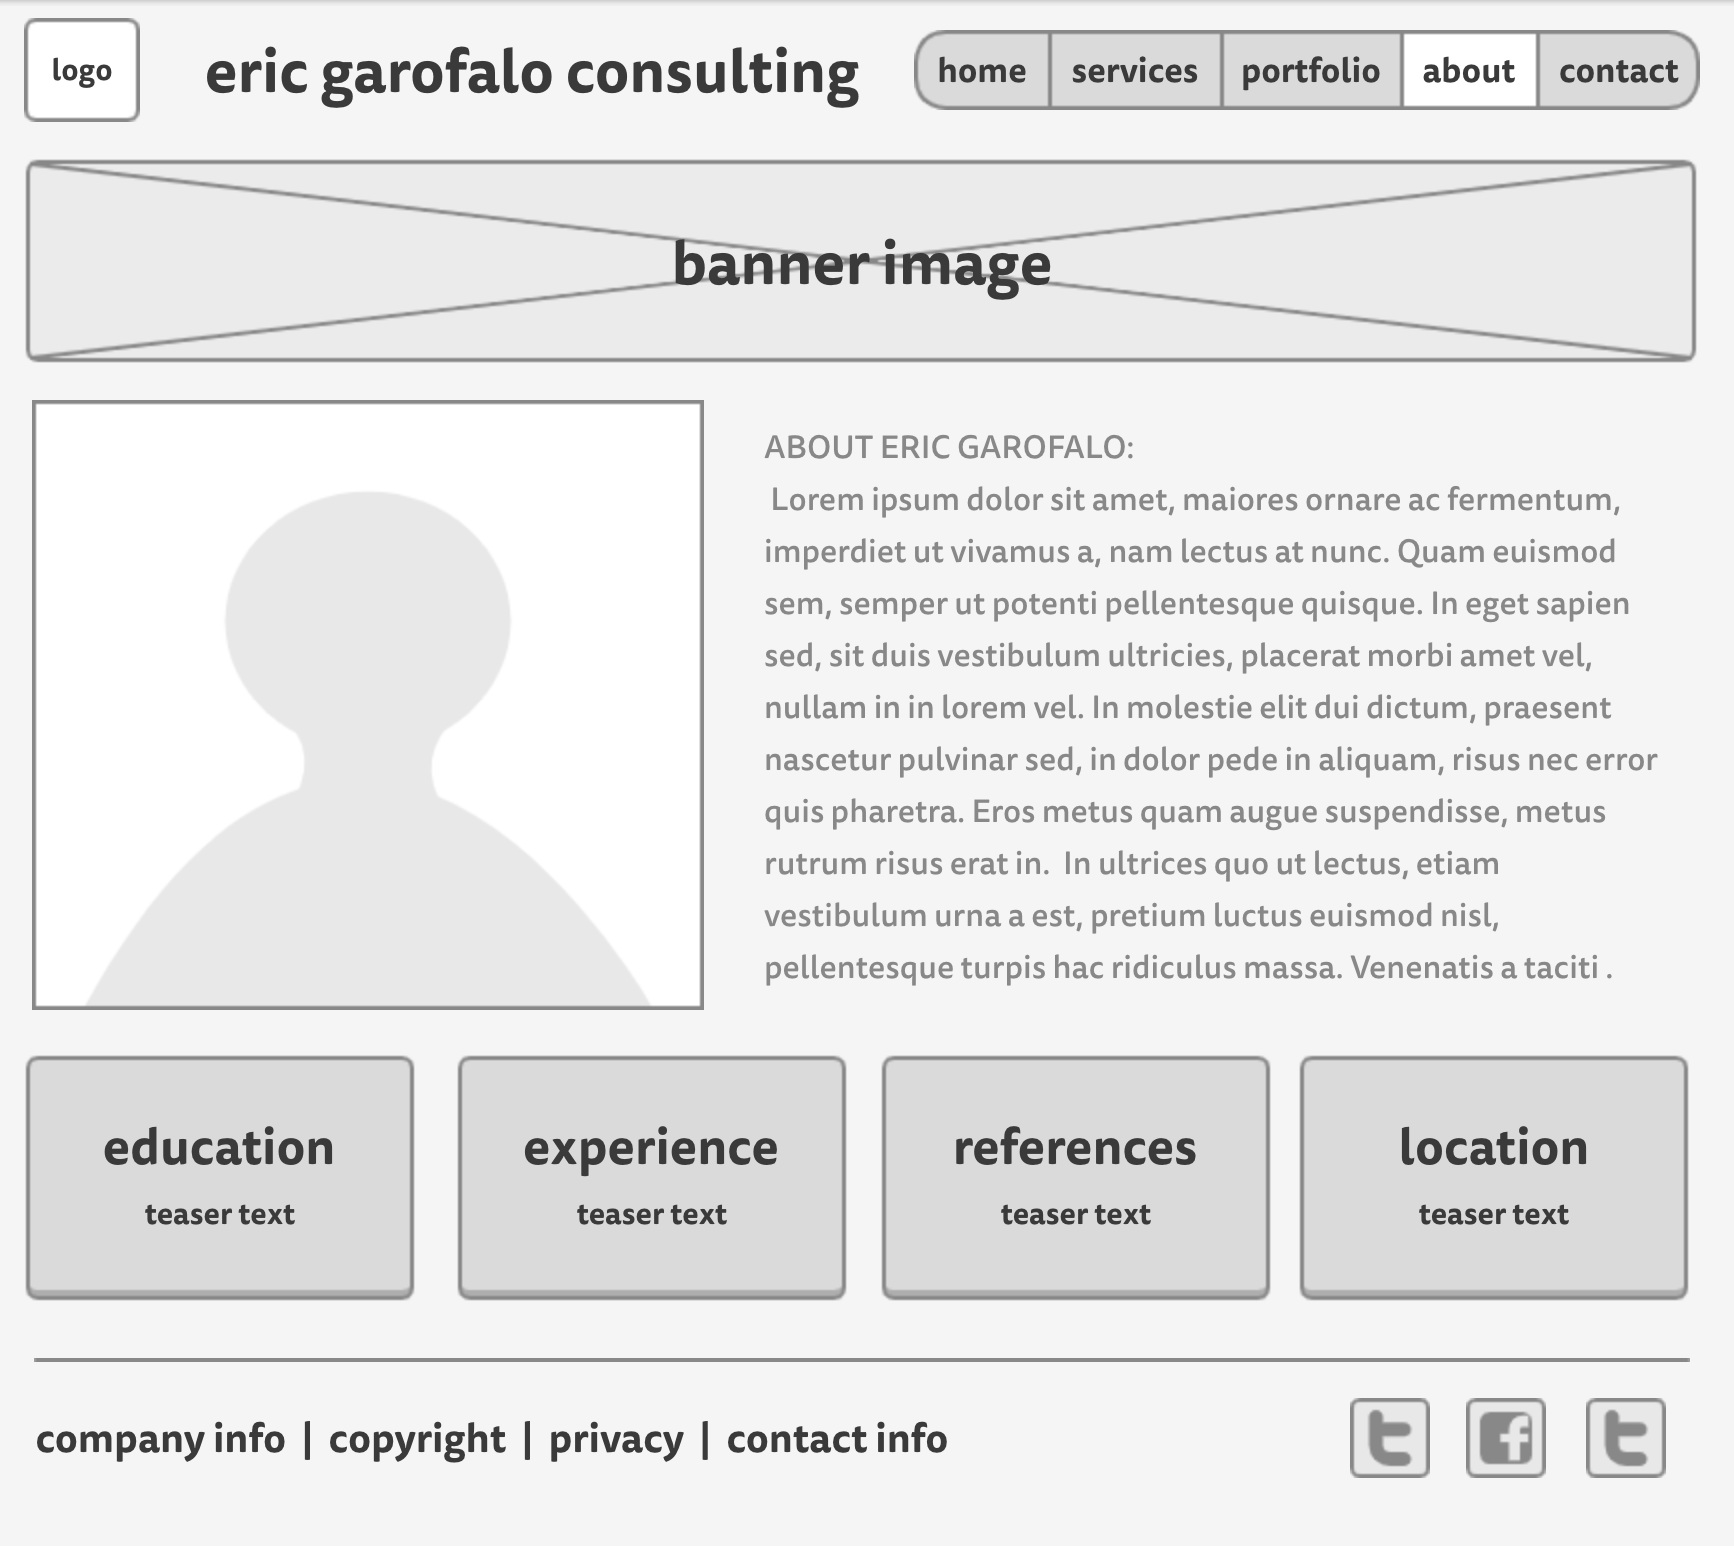 logo
eric garofalo consulting
home services portfolio about contact
banner image
ABOUT ERIC GAROFALO:
Lorem ipsum dolor sit amet, maiores ornare ac fermentum,
imperdiet ut vivamus a, nam lectus at nunc. Quam euismod
sem, semper ut potenti pellentesque quisque. In eget sapien
sed, sit duis vestibulum ultricies, placerat morbi amet vel,
nullam in in lorem vel. In molestie elit dui dictum, praesent
nascetur pulvinar sed, in dolor pede in aliquam, risus nec error
quis pharetra. Eros metus quam augue suspendisse, metus
rutrum risus erat in.  In ultrices quo ut lectus, etiam
vestibulum urna a est, pretium luctus euismod nisl,
pellentesque turpis hac ridiculus massa. Venenatis a taciti .
education
teaser text
experience
teaser text
references
teaser text
location
teaser text
company info | copyright | privacy | contact info
t f t